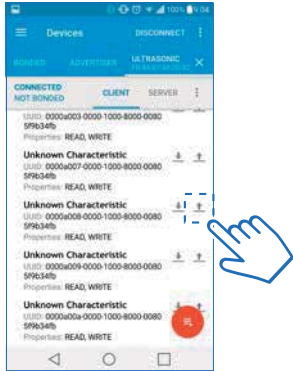 100% 9:04
Devices DISCONNECT
BONDED ADVERTISER ULTRASONIC
CONNECTED
NOT BONDED CLIENT SERVER
UUID: 0000a003-0000-1000-8000-0080
5f9b34fb
Properties: READ, WRITE
Unknown Characteristic
UUID: 0000a007-0000-1000-8000-0080
5f9b34fb
Properties: READ, WRITE
Unknown Characteristic
UUID: 0000a008-0000-1000-8000-0080
5f9b34fb
Properties: READ, WRITE
Unknown Characteristic
UUID: 0000a009-0000-1000-8000-0080
5f9b34fb
Properties: READ, WRITE
Unknown Characteristic
UUID: 0000a00a-0000-1000-8000-0080
5f9b34fb
Properties: READ, WRITE